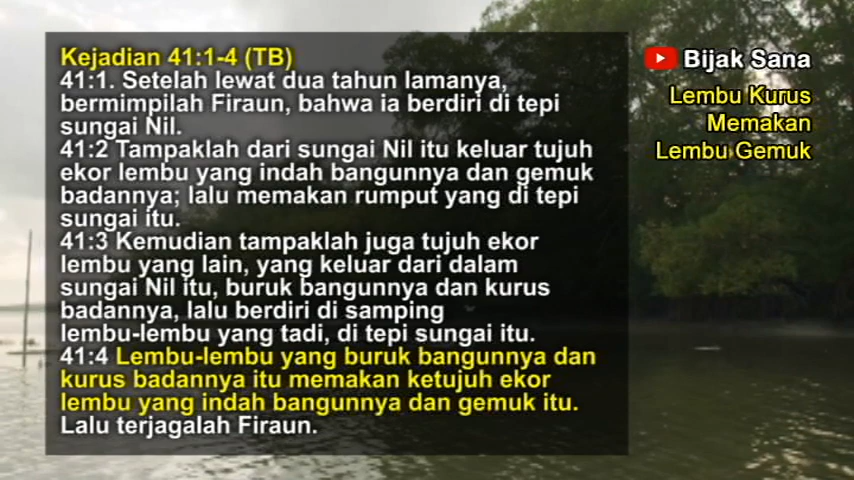 Kejadian 41:1-4 (TB)
41:1. Setelah lewat dua tahun lamanya,
bermimpilah Firaun, bahwa ia berdiri di tepi
sungai Nil.
41:2 Tampaklah dari sungai Nil itu keluar tujuh
ekor lembu yang indah bangunnya dan gemuk
badannya; lalu memakan rumput yang di tepi
sungai itu.
41:3 Kemudian tampaklah juga tujuh ekor
lembu yang lain, yang keluar dari dalam
sungai Nil itu, buruk bangunnya dan kurus
badannya, lalu berdiri di samping
lembu-lembu yang tadi, di tepi sungai itu.
41:4 Lembu-lembu yang buruk bangunnya dan
kurus badannya itu memakan ketujuh ekor
lembu yang indah bangunnya dan gemuk itu.
Lalu terjagalah Firaun.
Bijak Sana
Lembu Kurus
Memakan
Lembu Gemuk